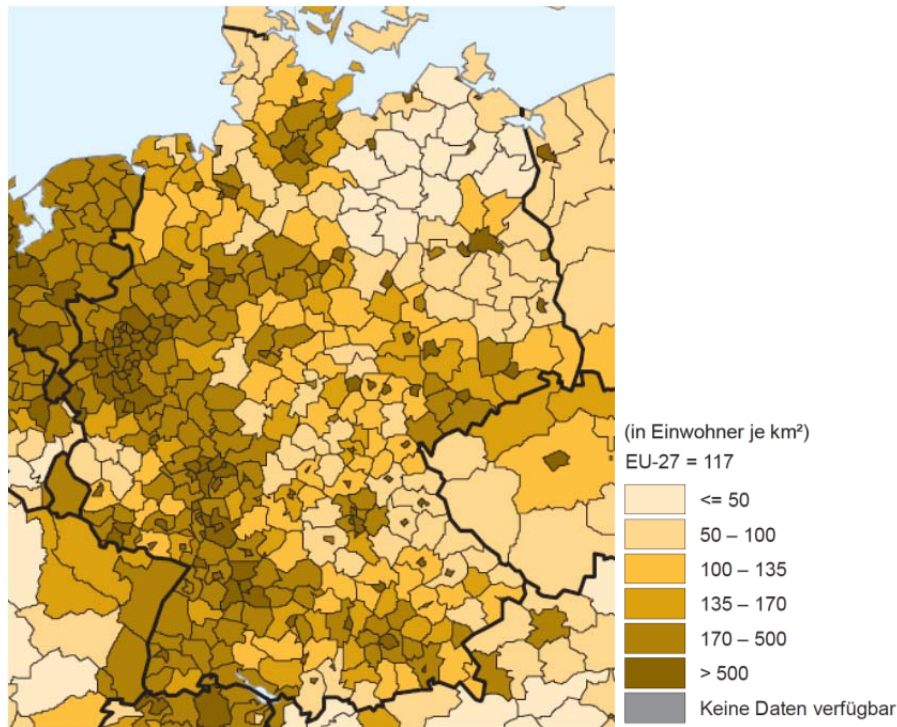 (in Einwohner je km²)
EU-27 = 117
<= 50
50 – 100
100 – 135
135 – 170
170 – 500
> 500
Keine Daten verfügbar